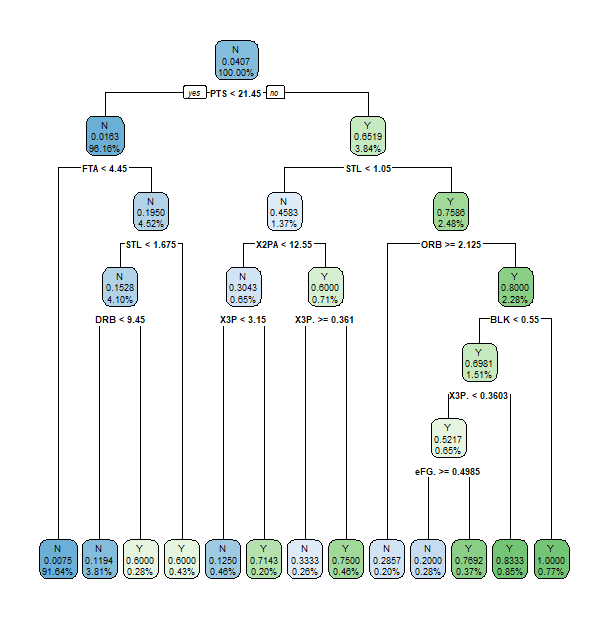 N
0.0407
100.00%
yes PTS < 21.45 no
N
0.0163
96.16%
Y
0.6519
3.84%
FTA < 4.45
STL < 1.05
N
0.1950
4.52%
N
0.4583
1.37%
Y
0.7586
2.48%
STL < 1.675
X2PA < 12.55
ORB >= 2.125
N
0.1528
4.10%
N
0.3043
0.65%
Y
0.6000
0.71%
Y
0.8000
2.28%
DRB < 9.45
X3P < 3.15
X3P. >= 0.361
BLK < 0.55
Y
0.6981
1.51%
X3P. < 0.3603
Y
0.5217
0.65%
eFG. >= 0.4985
N
0.0075
91.64%
N
0.1194
3.81%
Y
0.6000
0.28%
Y
0.6000
0.43%
N
0.1250
0.46%
Y
0.7143
0.20%
N
0.3333
0.26%
Y
0.7500
0.46%
N
0.2857
0.20%
N
0.2000
0.28%
Y
0.7692
0.37%
Y
0.8333
0.85%
Y
1.0000
0.77%